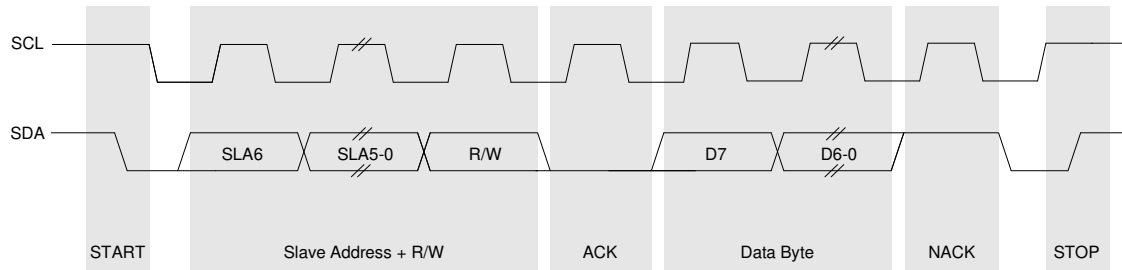 SCL
SDA
SLA6 SLA5-0 R/W D7 D6-0
START Slave Address + R/W ACK Data Byte NACK STOP